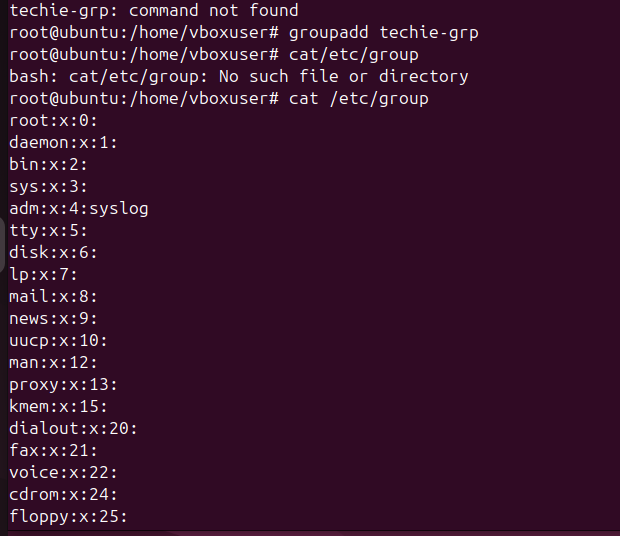 techie-grp: command not found
root@ubuntu:/home/vboxuser# groupadd techie-grp
root@ubuntu:/home/vboxuser# cat/etc/group
bash: cat/etc/group: No such file or directory
root@ubuntu:/home/vboxuser# cat /etc/group
root:x:0:
daemon:x:1:
bin:x:2:
sys:x:3:
adm:x:4:syslog
tty:x:5:
disk:x:6:
lp:x:7:
mail:x:8:
news:x:9:
uucp:x:10:
man:x:12:
proxy:x:13:
kmem:x:15:
dialout:x:20:
fax:x:21:
voice:x:22:
cdrom:x:24:
floppy:x:25: